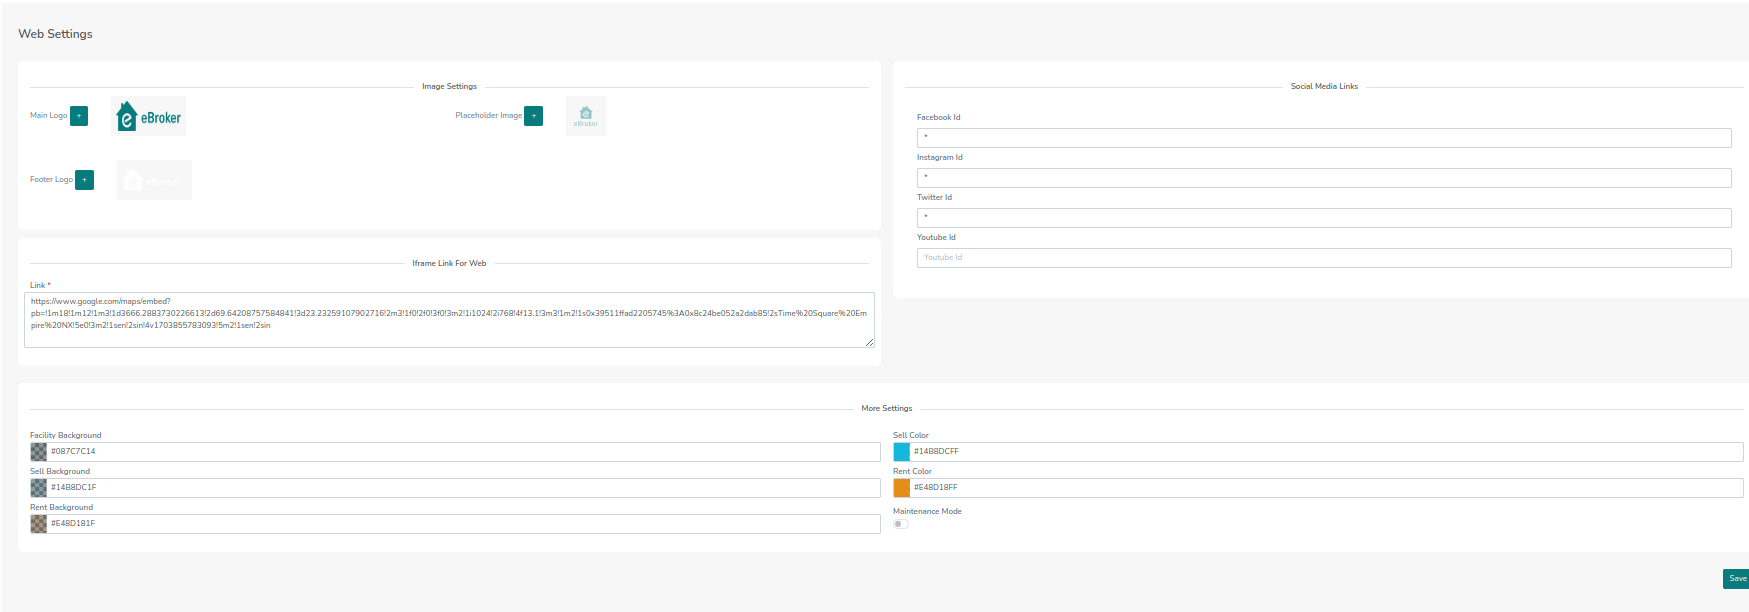 Web Settings
Image Settings
Main Logo +
eBroker
Placeholder Image +
eBroker
Footer Logo +
eBroker
Iframe Link For Web
Link *
https://www.google.com/maps/embed?
pb=!1m18!1m12!1m3!1d3666.2883730226613!2d69.64208757584841!3d23.23259107902716!2m3!1f0!2f0!3f0!3m2!1i1024!2i768!4f13.1!3m3!1m2!1s0x39511ffad2205745%3A0x8c24be052a2dab85!2sTime%20Square%20Em
pire%20NX!5e0!3m2!1sen!2sin!4v1703855783093!5m2!1sen!2sin
Social Media Links
Facebook Id
*
Instagram Id
*
Twitter Id
*
Youtube Id
Youtube Id
More Settings
Facility Background
#087C7C14
Sell Background
#14B8DC1F
Rent Background
#E48D181F
Sell Color
#14B8DCFF
Rent Color
#E48D18FF
Maintenance Mode
Save